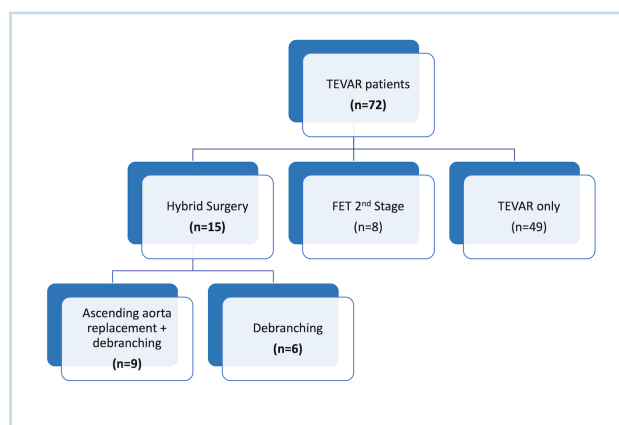 TEVAR patients
(n=72)
Hybrid Surgery
(n=15)
FET 2nd Stage
(n=8)
TEVAR only
(n=49)
Ascending aorta
replacement +
debranching
(n=9)
Debranching
(n=6)